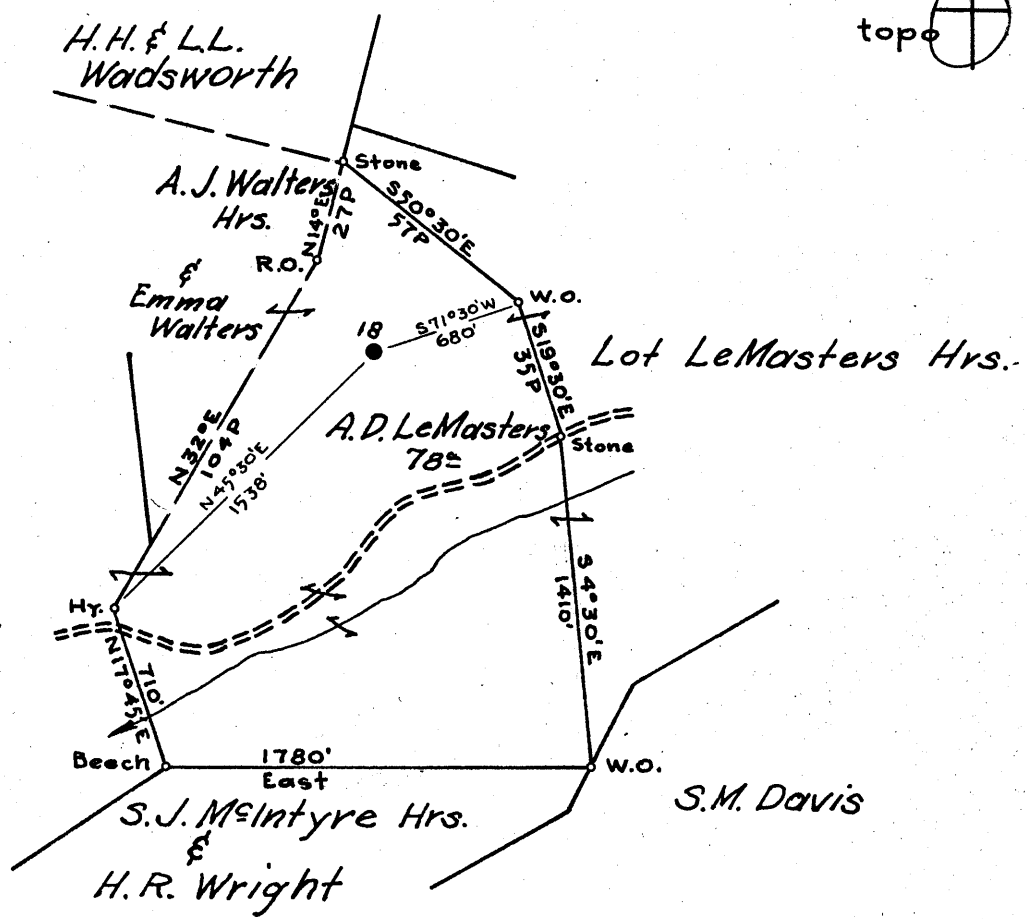 topo
H.H. & L.L.
Wadsworth
Stone
A.J. Walters
Hrs.
N14°E
27P
S50°30'E
57P
R.O.
&
Emma
Walters
W.O.
18
S71°30'W
680'
S19°30'E
35P
Lot LeMasters Hrs.
N32°E
104P
N45°30'E
1538'
A.D. LeMasters
78a
Stone
S4°30'E
1410'
Hy.
710'
N17°45'E
Beech
1780'
East
W.O.
S.J. McIntyre Hrs.
&
H.R. Wright
S.M. Davis